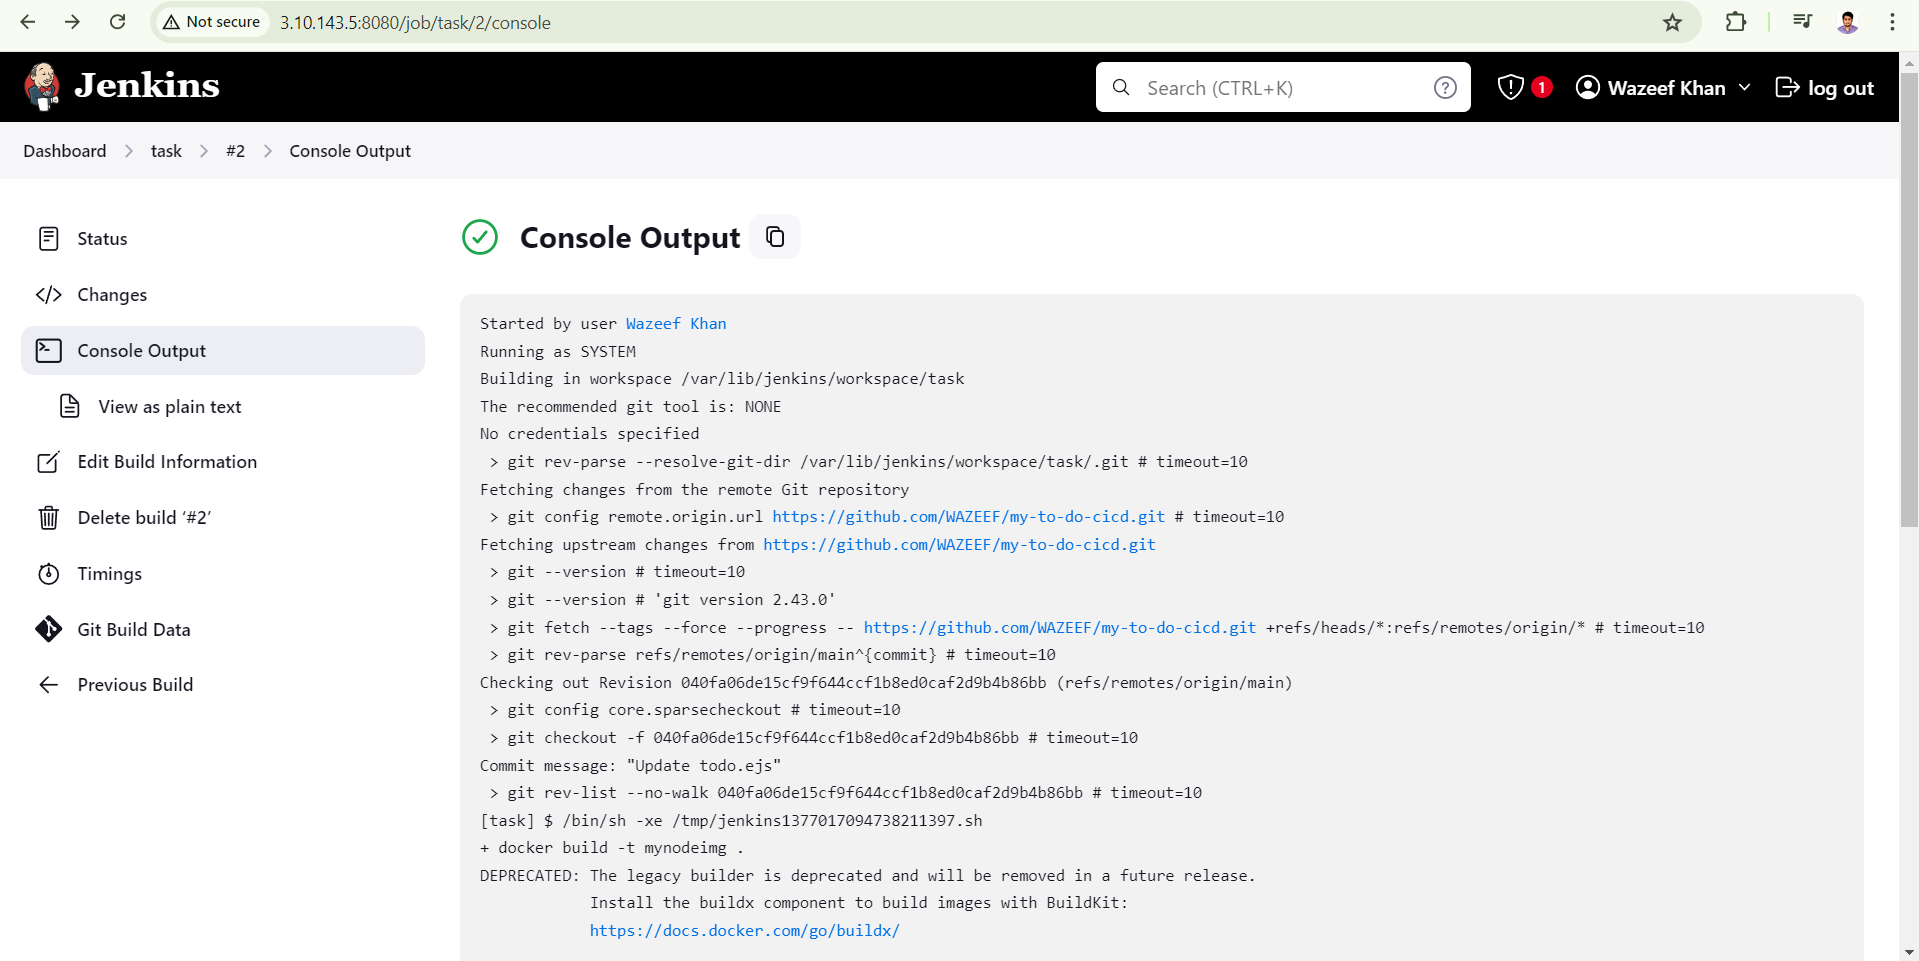 Not secure 3.10.143.5:8080/job/task/2/console
Jenkins Search (CTRL+K) ? 1 Wazeef Khan log out
Dashboard task #2 Console Output
Status
Changes
Console Output
View as plain text
Edit Build Information
Delete build ‘#2’
Timings
Git Build Data
Previous Build
Console Output
Started by user Wazeef Khan
Running as SYSTEM
Building in workspace /var/lib/jenkins/workspace/task
The recommended git tool is: NONE
No credentials specified
> git rev-parse --resolve-git-dir /var/lib/jenkins/workspace/task/.git # timeout=10
Fetching changes from the remote Git repository
> git config remote.origin.url https://github.com/WAZEEF/my-to-do-cicd.git # timeout=10
Fetching upstream changes from https://github.com/WAZEEF/my-to-do-cicd.git
> git --version # timeout=10
> git --version # 'git version 2.43.0'
> git fetch --tags --force --progress -- https://github.com/WAZEEF/my-to-do-cicd.git +refs/heads/*:refs/remotes/origin/* # timeout=10
> git rev-parse refs/remotes/origin/main^{commit} # timeout=10
Checking out Revision 040fa06de15cf9f644ccf1b8ed0caf2d9b4b86bb (refs/remotes/origin/main)
> git config core.sparsecheckout # timeout=10
> git checkout -f 040fa06de15cf9f644ccf1b8ed0caf2d9b4b86bb # timeout=10
Commit message: "Update todo.ejs"
> git rev-list --no-walk 040fa06de15cf9f644ccf1b8ed0caf2d9b4b86bb # timeout=10
[task] $ /bin/sh -xe /tmp/jenkins1377017094738211397.sh
+ docker build -t mynodeimg .
DEPRECATED: The legacy builder is deprecated and will be removed in a future release.
Install the buildx component to build images with BuildKit:
https://docs.docker.com/go/buildx/